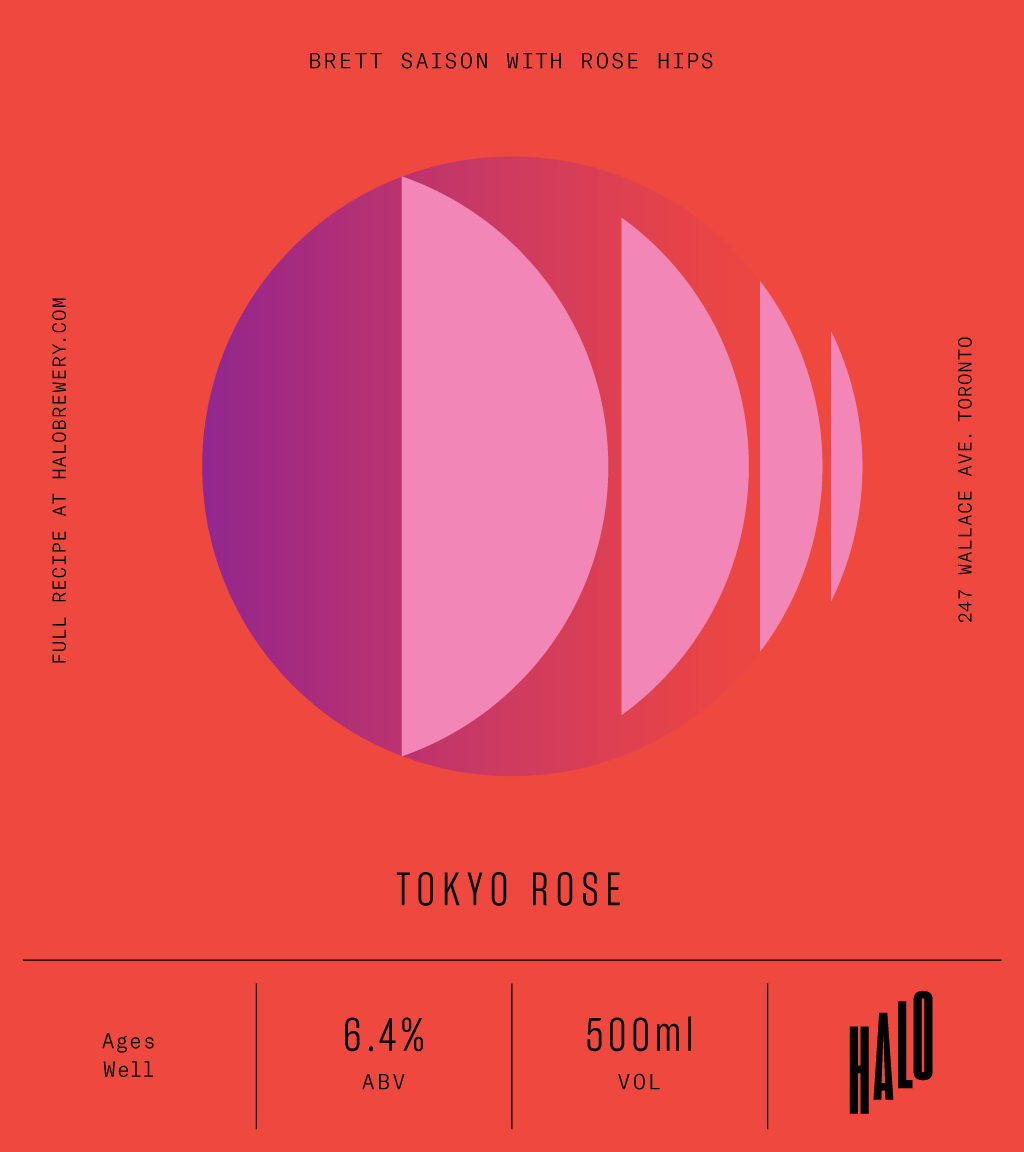 BRETT SAISON WITH ROSE HIPS
FULL RECIPE AT HALOBREWERY.COM
247 WALLACE AVE. TORONTO
TOKYO ROSE
Ages
Well
6.4%
ABV
500ml
VOL
HALO